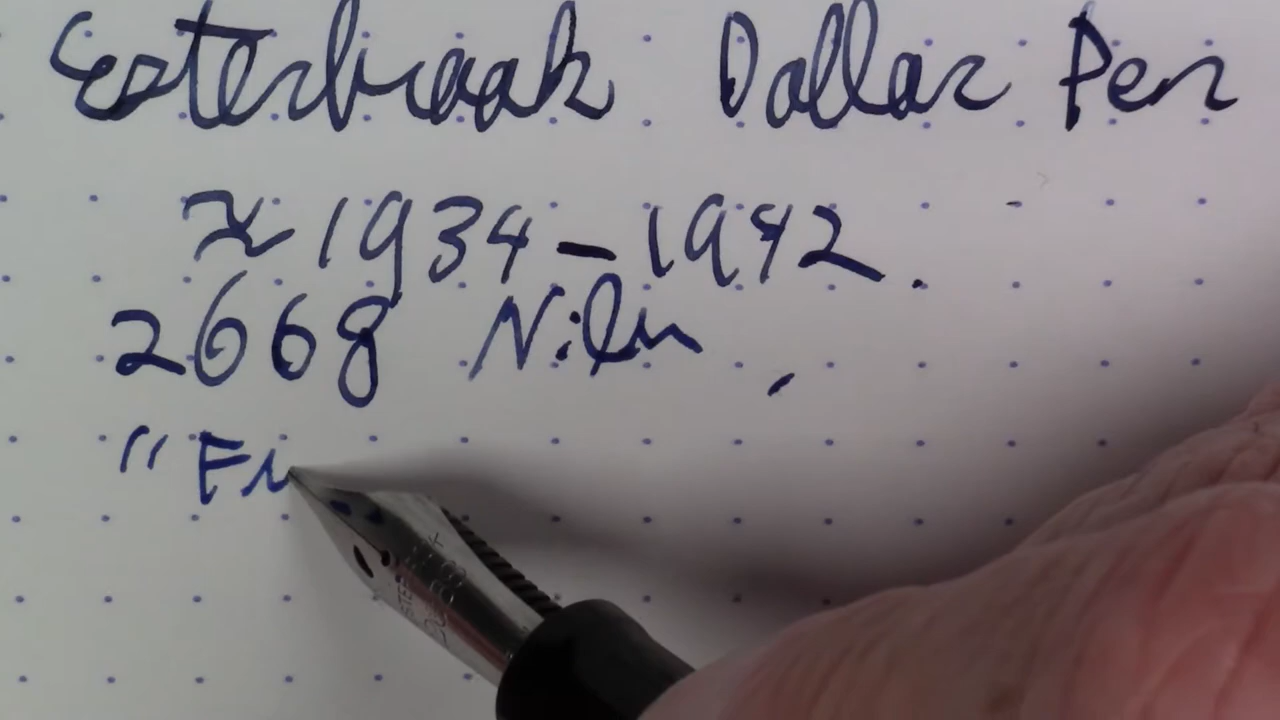 Esterbrook Dollar Pen
≈ 1934-1942.
2668 Nib,
"Fi